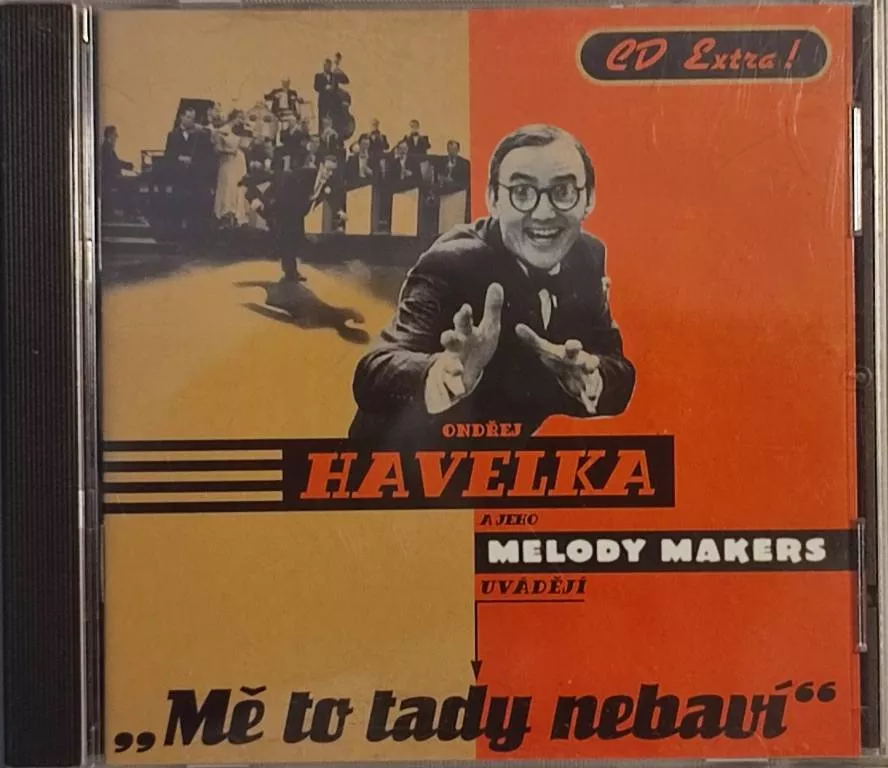 CD Extra!
ONDŘEJ
HAVELKA
A JEHO
MELODY MAKERS
UVÁDĚJÍ
„Mě to tady nebaví“